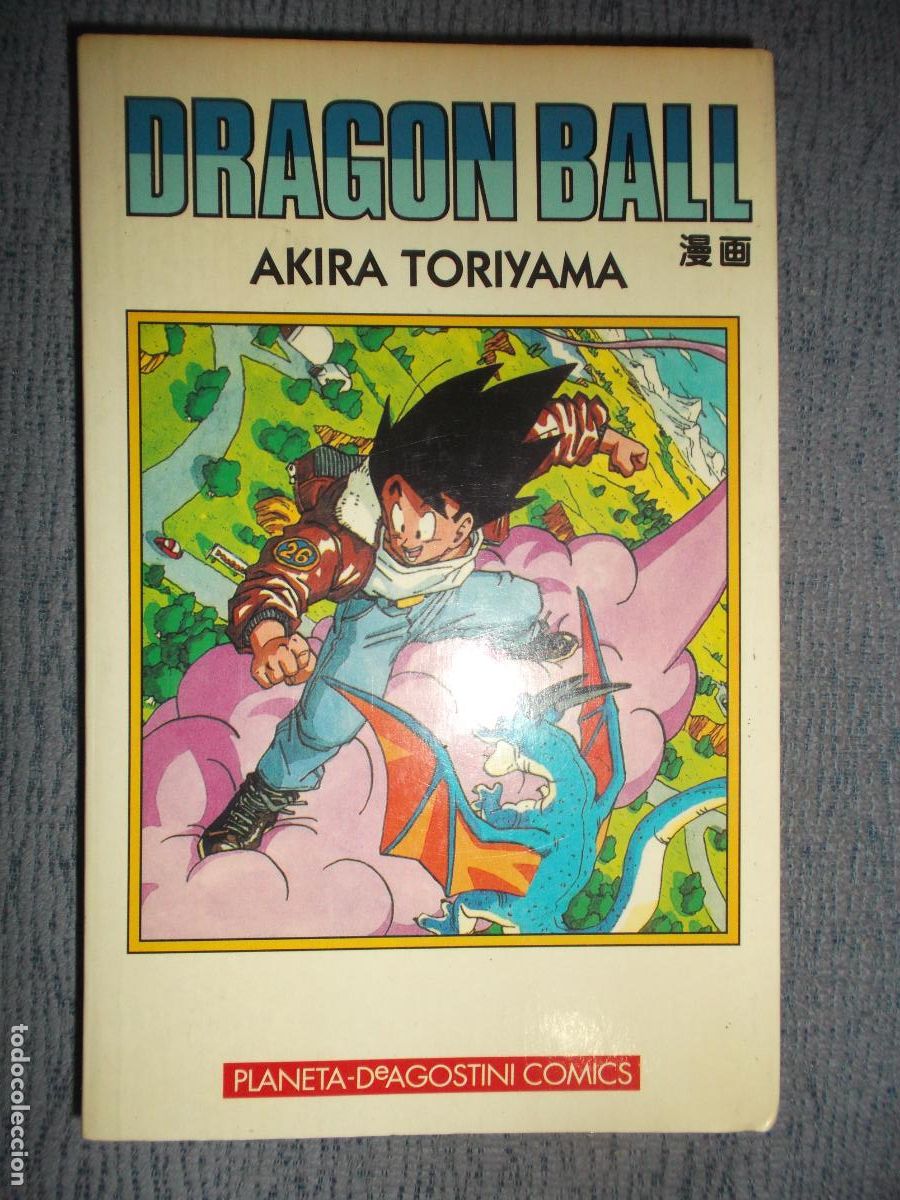 DRAGON BALL
AKIRA TORIYAMA
漫画
26
PLANETA-DeAGOSTINI COMICS
todocoleccion